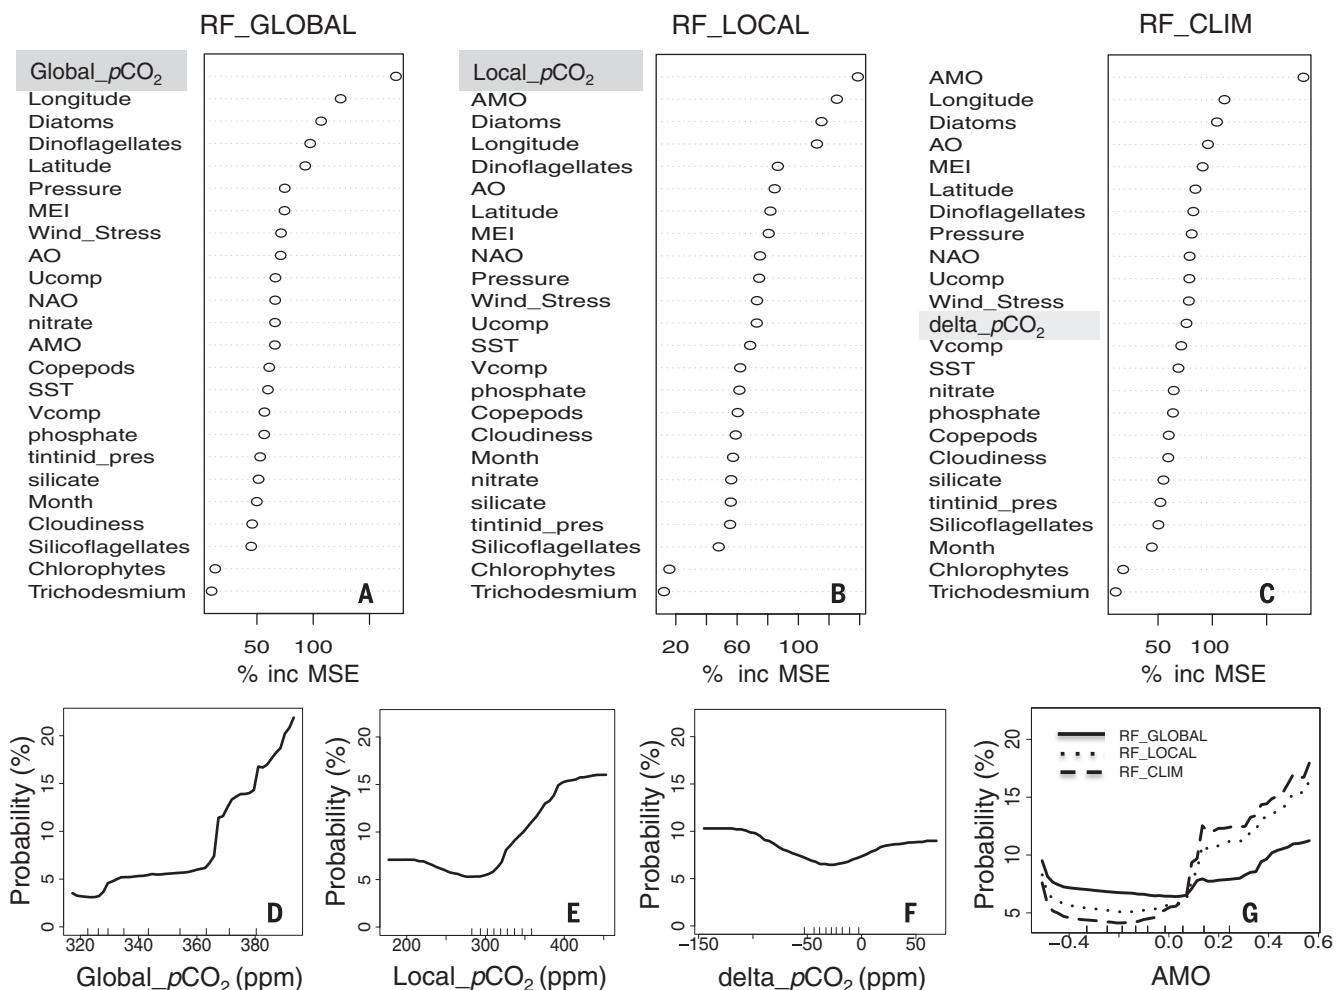 RF_GLOBAL
Global_pCO2
Longitude
Diatoms
Dinoflagellates
Latitude
Pressure
MEI
Wind_Stress
AO
Ucomp
NAO
nitrate
AMO
Copepods
SST
Vcomp
phosphate
tintinid_pres
silicate
Month
Cloudiness
Silicoflagellates
Chlorophytes
Trichodesmium
A
50 100
% inc MSE
RF_LOCAL
Local_pCO2
AMO
Diatoms
Longitude
Dinoflagellates
AO
Latitude
MEI
NAO
Pressure
Wind_Stress
Ucomp
SST
Vcomp
phosphate
Copepods
Cloudiness
Month
nitrate
silicate
tintinid_pres
Silicoflagellates
Chlorophytes
Trichodesmium
B
20 60 100
% inc MSE
RF_CLIM
AMO
Longitude
Diatoms
AO
MEI
Latitude
Dinoflagellates
Pressure
NAO
Ucomp
Wind_Stress
delta_pCO2
Vcomp
SST
nitrate
phosphate
Copepods
Cloudiness
silicate
tintinid_pres
Silicoflagellates
Month
Chlorophytes
Trichodesmium
C
50 100
% inc MSE
Probability (%)
20
15
10
5
0
D
320 340 360 380
Global_pCO2 (ppm)
Probability (%)
20
15
10
5
0
E
200 300 400
Local_pCO2 (ppm)
Probability (%)
20
15
10
5
0
F
−150 −50 0 50
delta_pCO2 (ppm)
Probability (%)
20
15
10
5
RF_GLOBAL
RF_LOCAL
RF_CLIM
G
−0.4 0.0 0.2 0.4 0.6
AMO